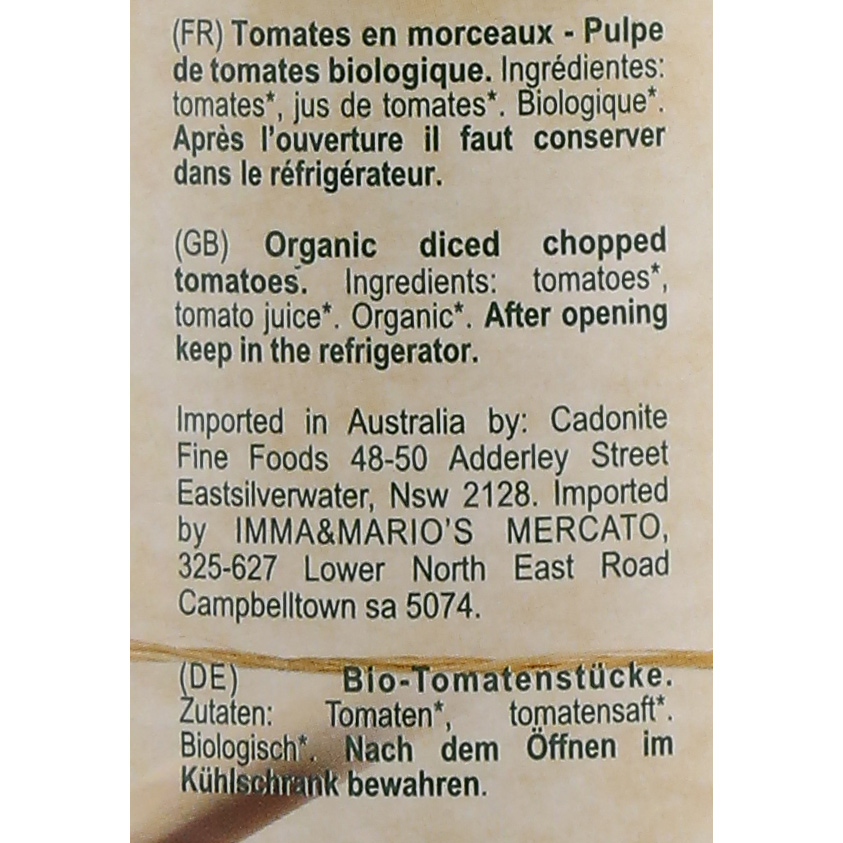 (FR) Tomates en morceaux - Pulpe
de tomates biologique. Ingrédientes:
tomates*, jus de tomates*. Biologique*.
Après l'ouverture il faut conserver
dans le réfrigérateur.
(GB) Organic diced chopped
tomatoes. Ingredients: tomatoes*,
tomato juice*. Organic*. After opening
keep in the refrigerator.
Imported in Australia by: Cadonite
Fine Foods 48-50 Adderley Street
Eastsilverwater, Nsw 2128. Imported
by IMMA&MARIO'S MERCATO,
325-627 Lower North East Road
Campbelltown sa 5074.
(DE) Bio-Tomatenstücke.
Zutaten: Tomaten*, tomatensaft*.
Biologisch*. Nach dem Öffnen im
Kühlschrank bewahren.